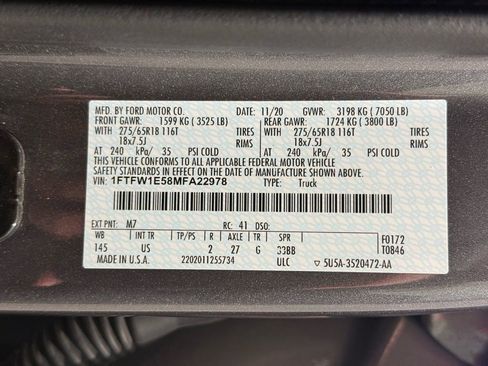 MFD. BY FORD MOTOR CO. DATE: 11/20 GVWR: 3198 KG ( 7050 LB)
FRONT GAWR: 1599 KG ( 3525 LB) REAR GAWR: 1724 KG ( 3800 LB)
WITH 275/65R18 116T TIRES WITH 275/65R18 116T TIRES
18x7.5J RIMS 18x7.5J RIMS
AT 240 kPa/ 35 PSI COLD AT 240 kPa/ 35 PSI COLD
THIS VEHICLE CONFORMS TO ALL APPLICABLE FEDERAL MOTOR VEHICLE
SAFETY STANDARDS IN EFFECT ON THE DATE OF MANUFACTURE SHOWN ABOVE.
VIN: 1FTFW1E58MFA22978 TYPE: Truck
EXT PNT: M7 RC: 41 DSO: F0172
WB INT TR TP/PS R AXLE TR SPR T0846
145 US 2 27 G 33BB
MADE IN U.S.A. 2202011255734 ULC ▽ 5U5A-3520472-AA